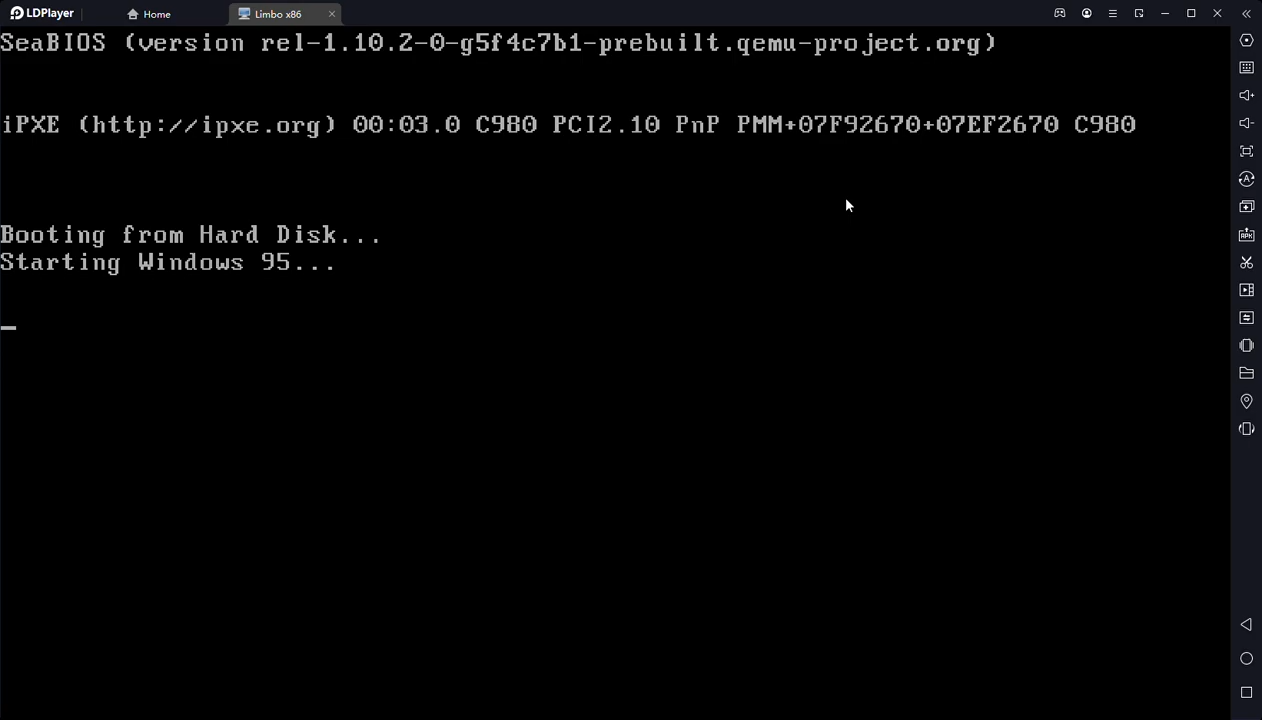 LDPlayer
Home
Limbo x86
SeaBIOS (version rel-1.10.2-0-g5f4c7b1-prebuilt.qemu-project.org)
iPXE (http://ipxe.org) 00:03.0 C980 PCI2.10 PnP PMM+07F92670+07EF2670 C980
Booting from Hard Disk...
Starting Windows 95...